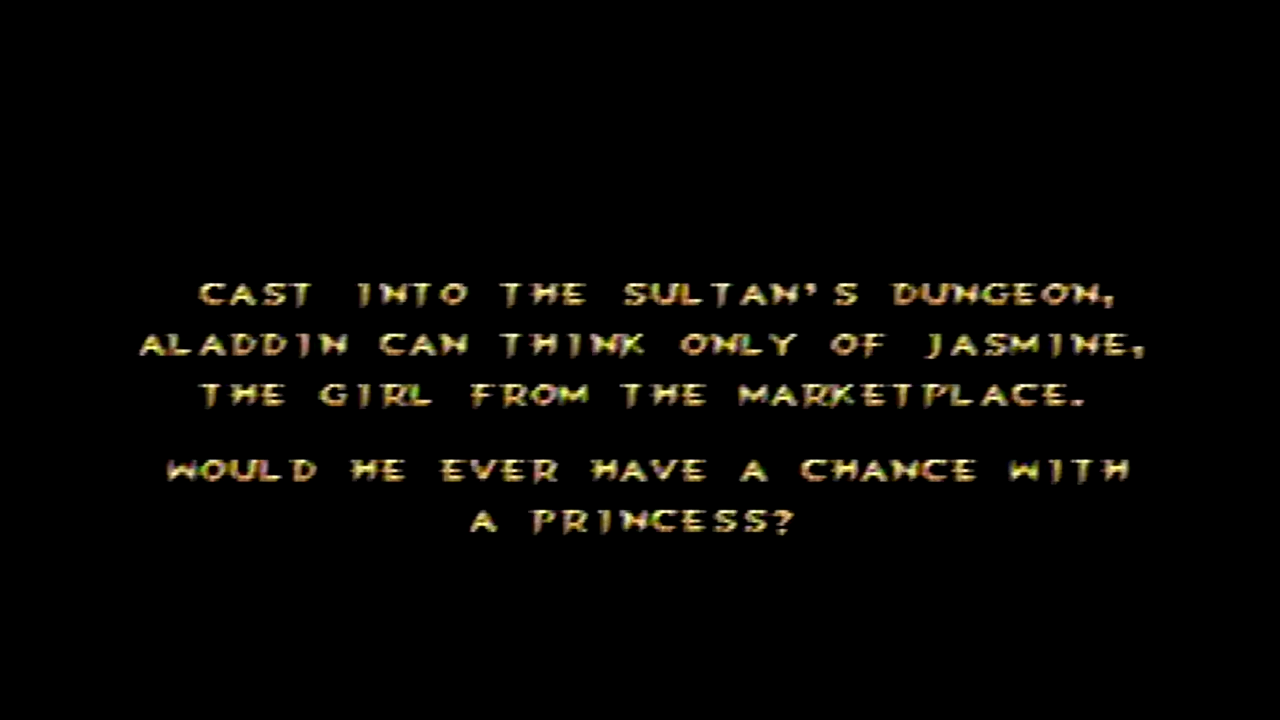 CAST INTO THE SULTAN'S DUNGEON,
ALADDIN CAN THINK ONLY OF JASMINE,
THE GIRL FROM THE MARKETPLACE.
WOULD HE EVER HAVE A CHANCE WITH
A PRINCESS?